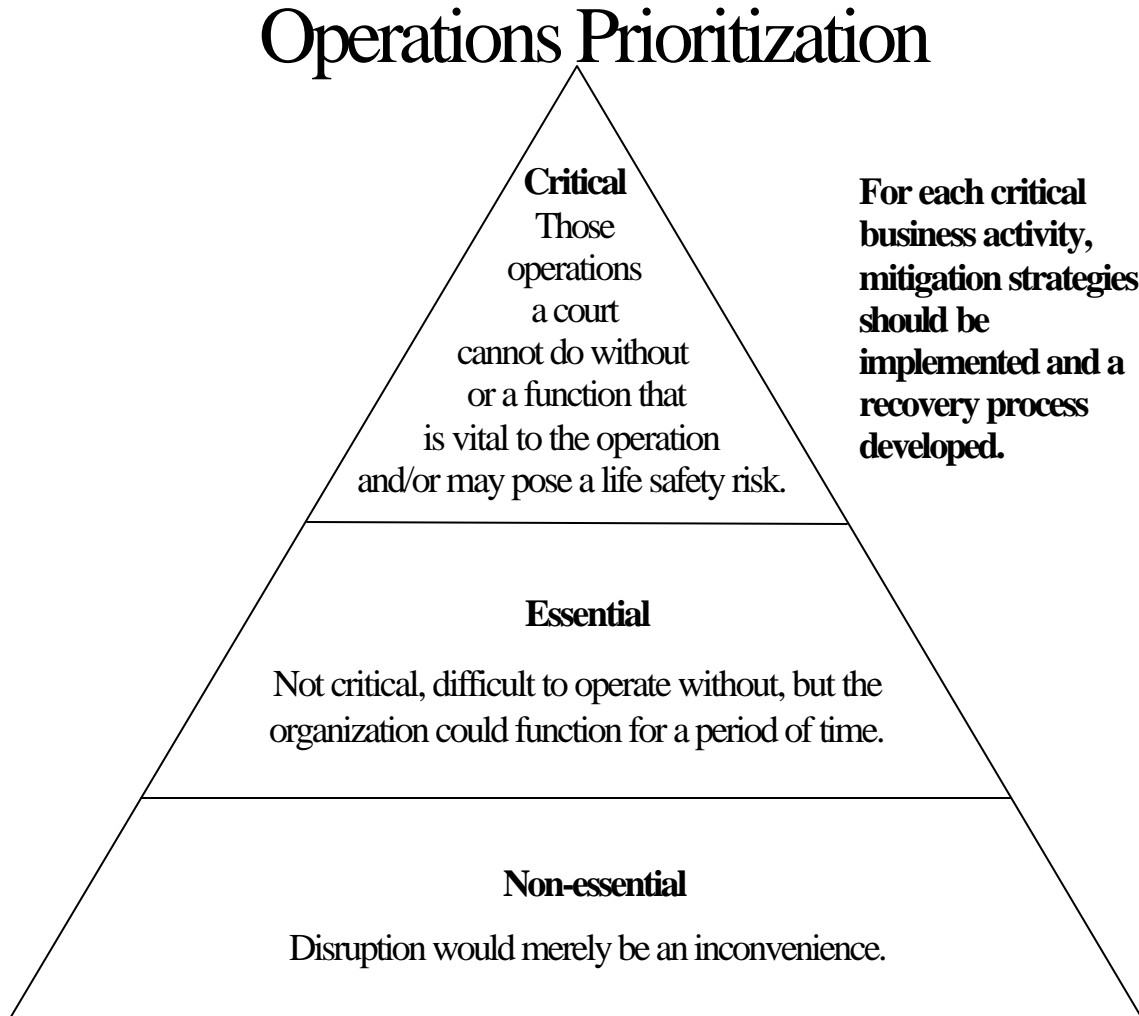 Operations Prioritization
Critical
Those
operations
a court
cannot do without
or a function that
is vital to the operation
and/or may pose a life safety risk.
For each critical
business activity,
mitigation strategies
should be
implemented and a
recovery process
developed.
Essential
Not critical, difficult to operate without, but the
organization could function for a period of time.
Non-essential
Disruption would merely be an inconvenience.